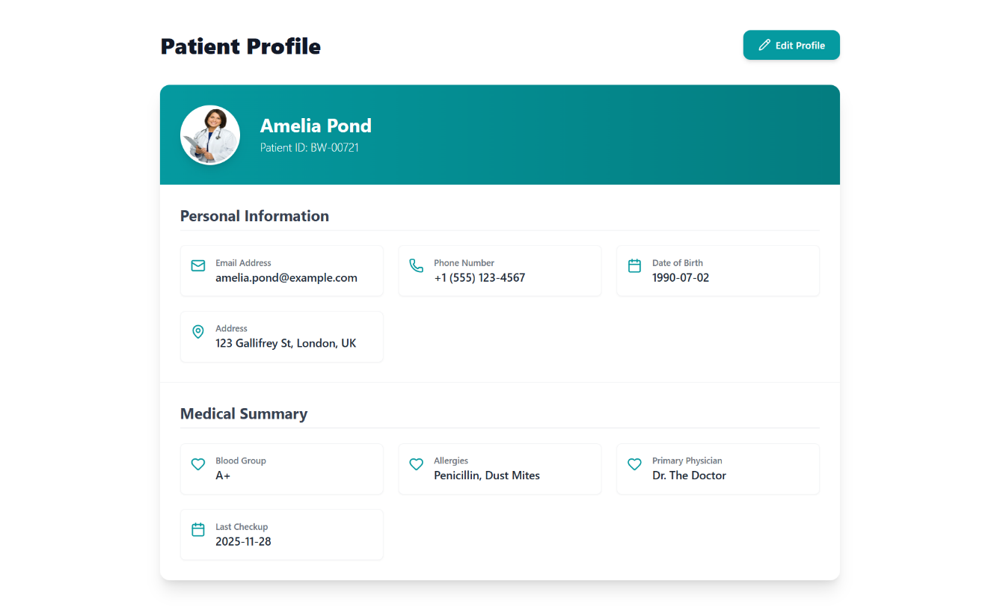 Patient Profile
Edit Profile
Amelia Pond
Patient ID: BW-00721
Personal Information
Email Address
amelia.pond@example.com
Phone Number
+1 (555) 123-4567
Date of Birth
1990-07-02
Address
123 Gallifrey St, London, UK
Medical Summary
Blood Group
A+
Allergies
Penicillin, Dust Mites
Primary Physician
Dr. The Doctor
Last Checkup
2025-11-28